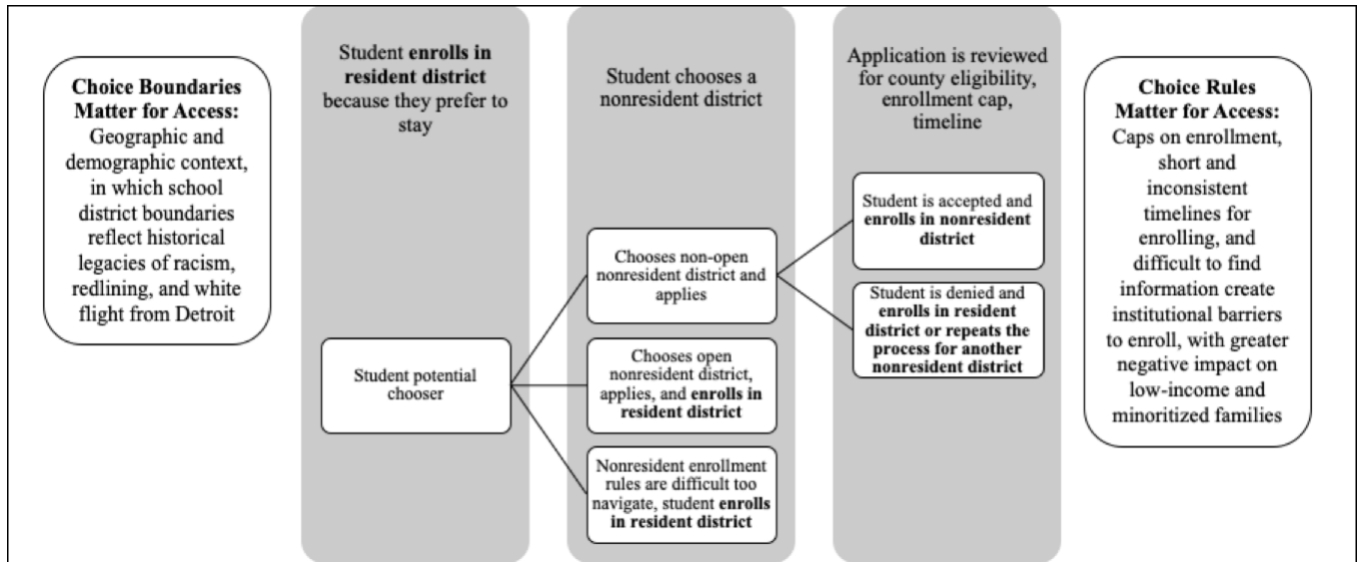 Choice Boundaries
Matter for Access:
Geographic and
demographic context,
in which school
district boundaries
reflect historical
legacies of racism,
redlining, and white
flight from Detroit
Student enrolls in
resident district
because they prefer to
stay
Student potential
chooser
Student chooses a
nonresident district
Chooses non-open
nonresident district and
applies
Chooses open
nonresident district,
applies, and enrolls in
resident district
Nonresident enrollment
rules are difficult too
navigate, student enrolls
in resident district
Application is reviewed
for county eligibility,
enrollment cap,
timeline
Student is accepted and
enrolls in nonresident
district
Student is denied and
enrolls in resident
district or repeats the
process for another
nonresident district
Choice Rules
Matter for Access:
Caps on enrollment,
short and
inconsistent
timelines for
enrolling, and
difficult to find
information create
institutional barriers
to enroll, with greater
negative impact on
low-income and
minoritized families